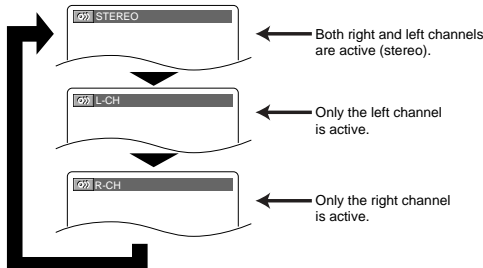 STEREO
Both right and left channels
are active (stereo).
L-CH
Only the left channel
is active.
R-CH
Only the right channel
is active.